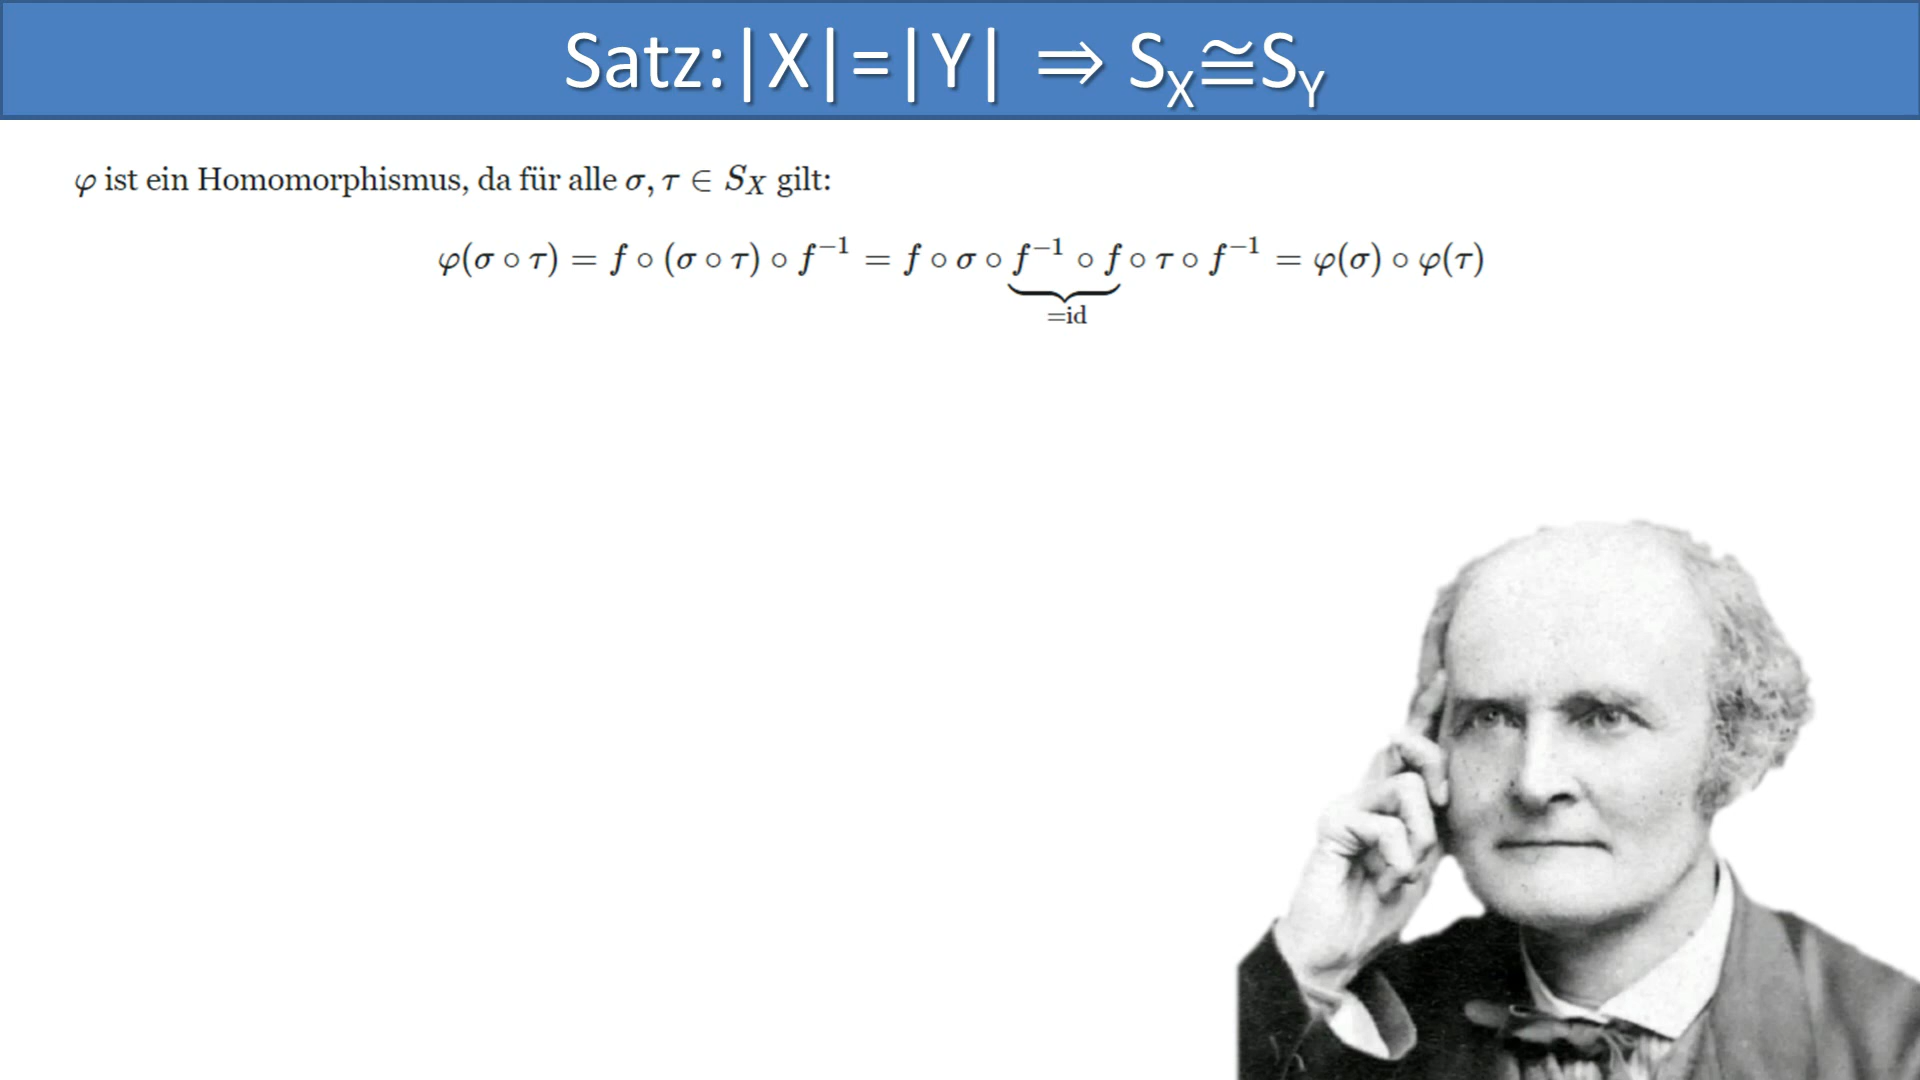 Satz: |X|=|Y| ⇒ S_X≅S_Y
φ ist ein Homomorphismus, da für alle σ, τ ∈ S_X gilt:
φ(σ ∘ τ) = f ∘ (σ ∘ τ) ∘ f⁻¹ = f ∘ σ ∘ f⁻¹ ∘ f ∘ τ ∘ f⁻¹ = φ(σ) ∘ φ(τ)
=id